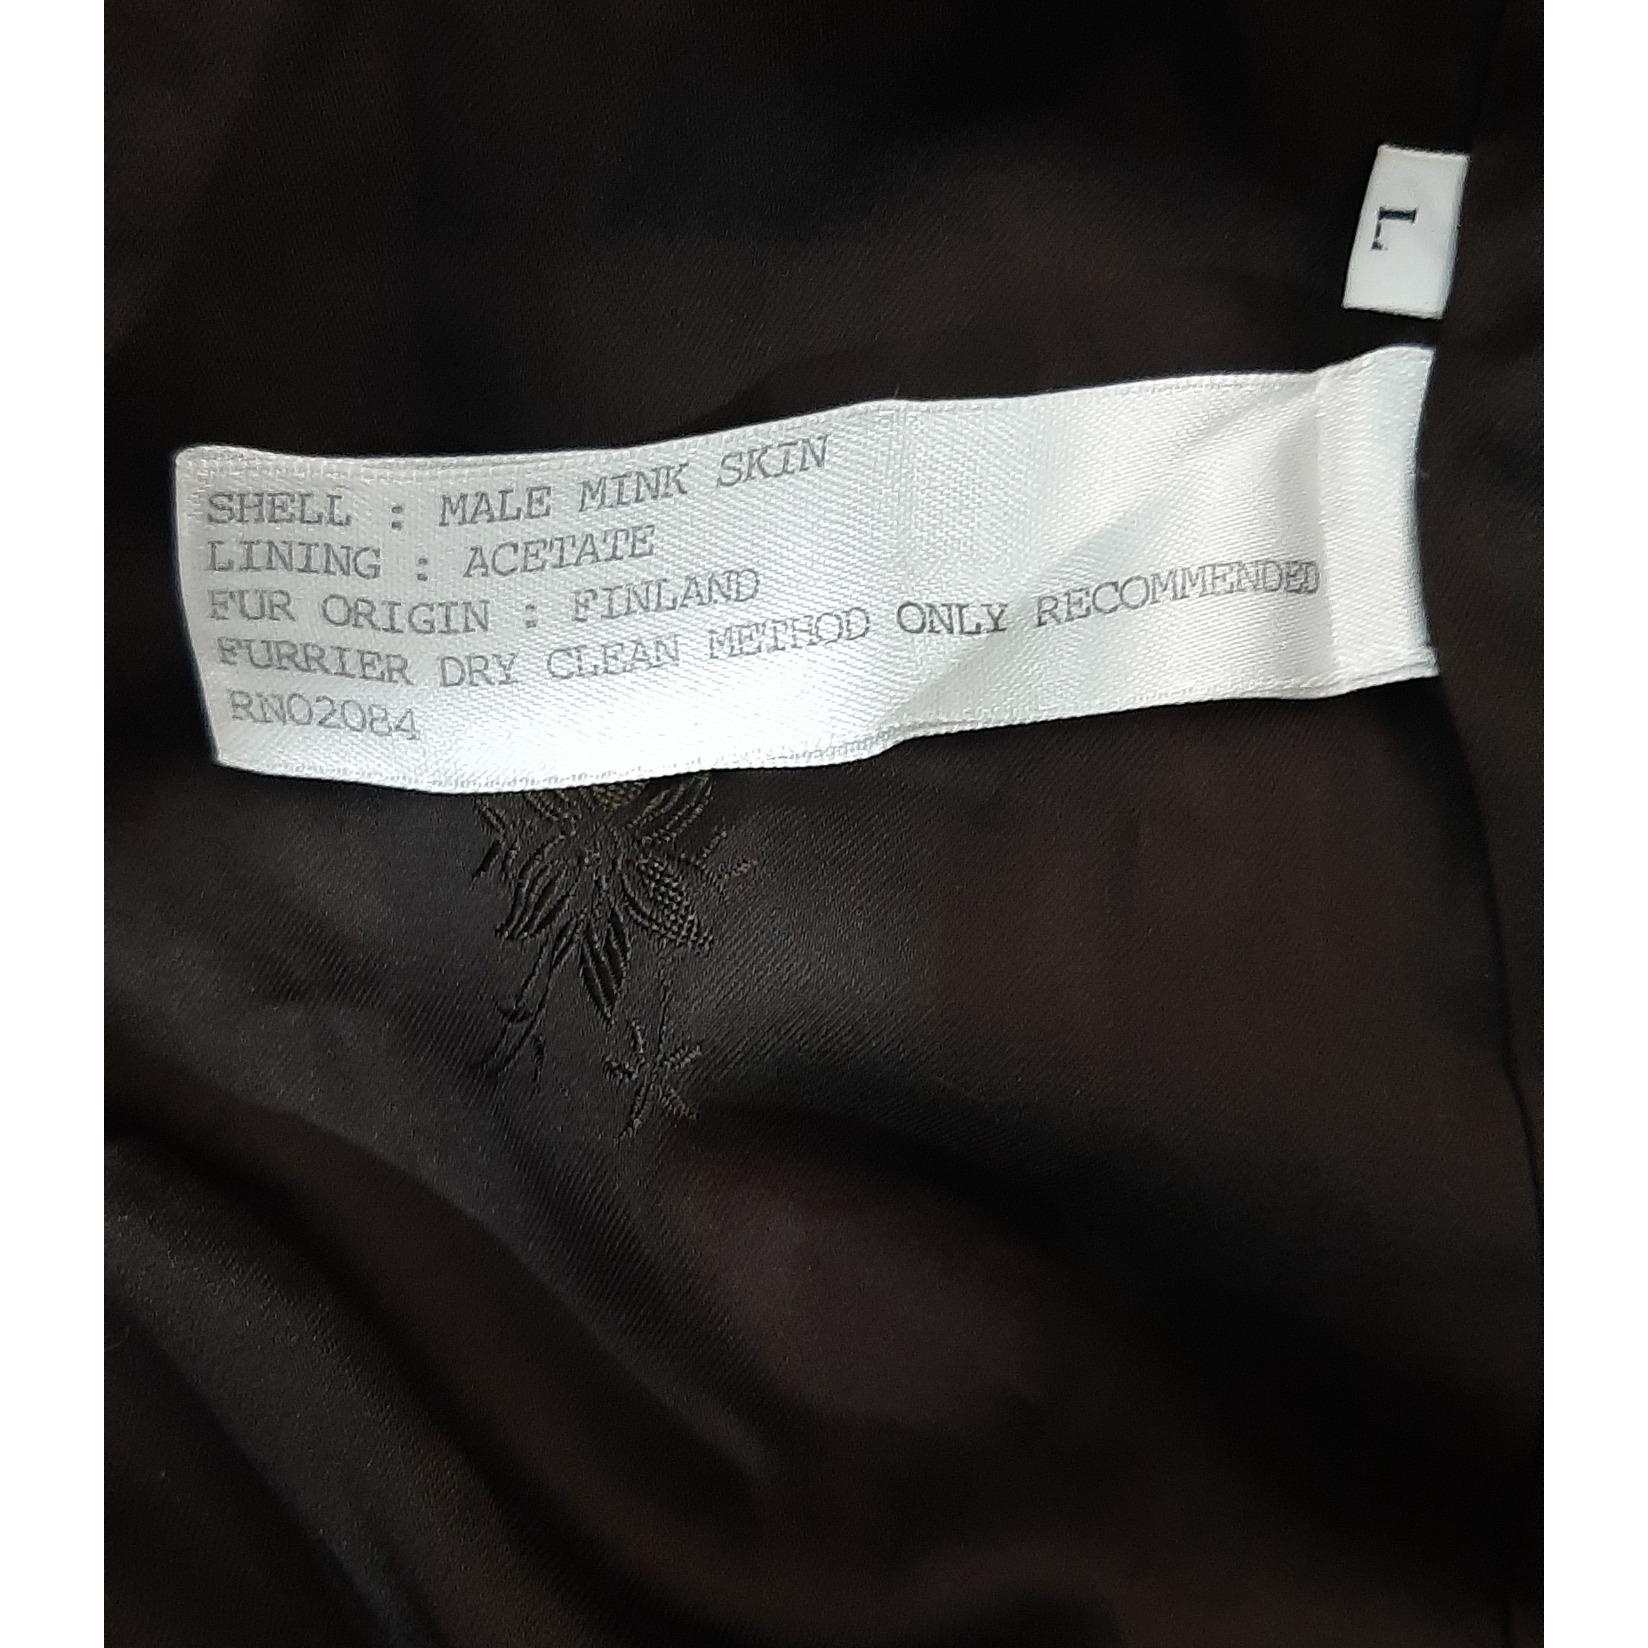 L
SHELL : MALE MINK SKIN
LINING : ACETATE
FUR ORIGIN : FINLAND
FURRIER DRY CLEAN METHOD ONLY RECOMMENDED
RN02084